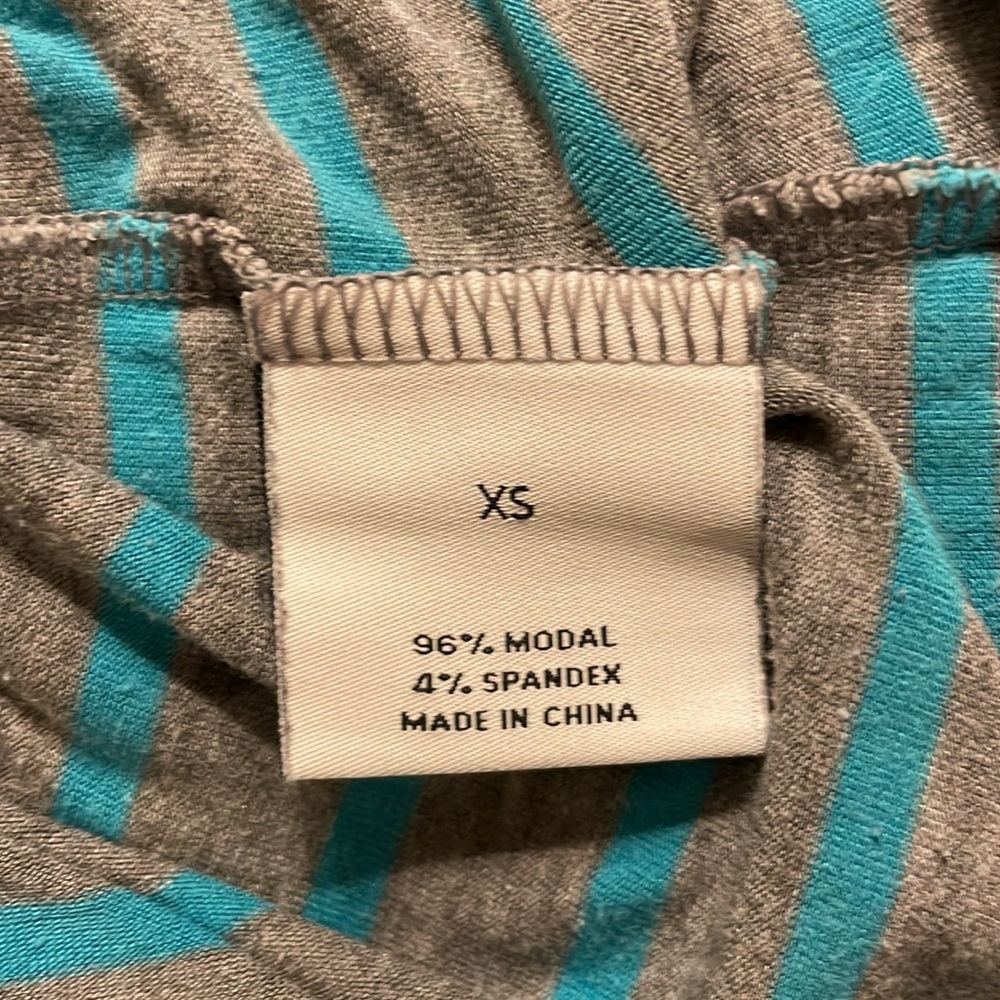 XS
96% MODAL
4% SPANDEX
MADE IN CHINA